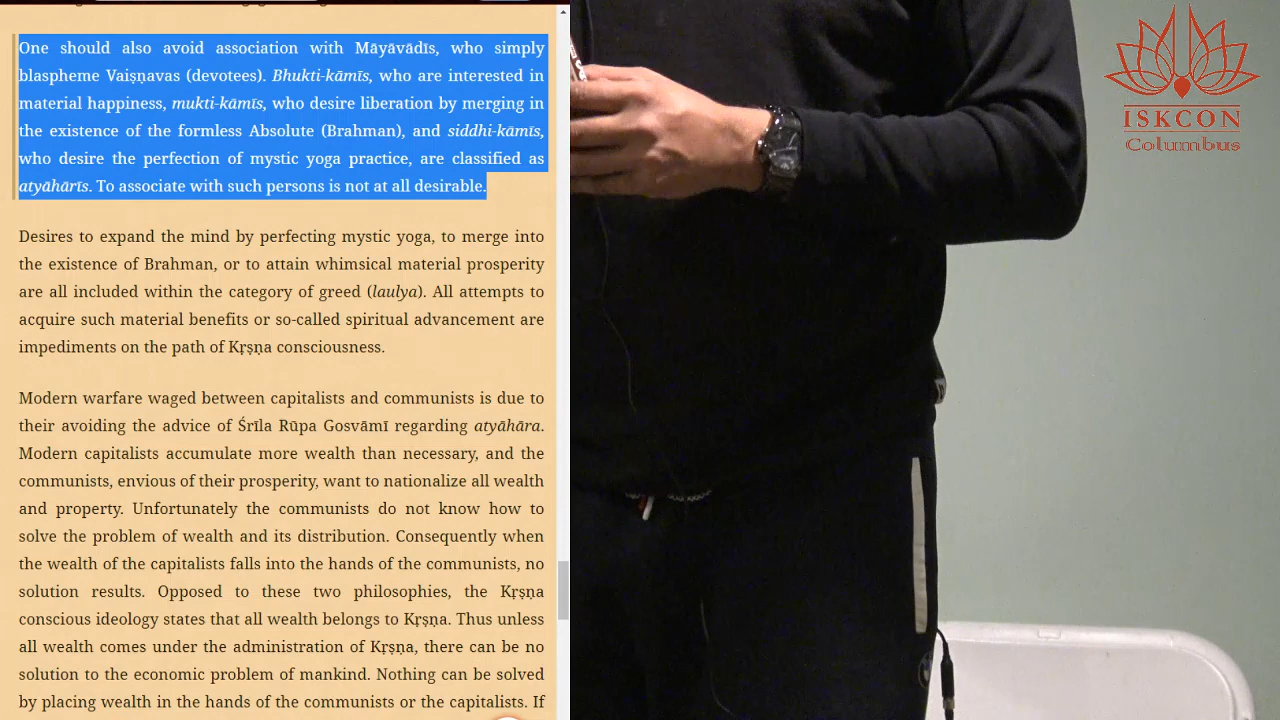 One should also avoid association with Māyāvādīs, who simply
blaspheme Vaiṣṇavas (devotees). Bhukti-kāmīs, who are interested in
material happiness, mukti-kāmīs, who desire liberation by merging in
the existence of the formless Absolute (Brahman), and siddhi-kāmīs,
who desire the perfection of mystic yoga practice, are classified as
atyāhārīs. To associate with such persons is not at all desirable.
Desires to expand the mind by perfecting mystic yoga, to merge into
the existence of Brahman, or to attain whimsical material prosperity
are all included within the category of greed (laulya). All attempts to
acquire such material benefits or so-called spiritual advancement are
impediments on the path of Kṛṣṇa consciousness.
Modern warfare waged between capitalists and communists is due to
their avoiding the advice of Śrīla Rūpa Gosvāmī regarding atyāhāra.
Modern capitalists accumulate more wealth than necessary, and the
communists, envious of their prosperity, want to nationalize all wealth
and property. Unfortunately the communists do not know how to
solve the problem of wealth and its distribution. Consequently when
the wealth of the capitalists falls into the hands of the communists, no
solution results. Opposed to these two philosophies, the Kṛṣṇa
conscious ideology states that all wealth belongs to Kṛṣṇa. Thus unless
all wealth comes under the administration of Kṛṣṇa, there can be no
solution to the economic problem of mankind. Nothing can be solved
by placing wealth in the hands of the communists or the capitalists. If
ISKCON
Columbus